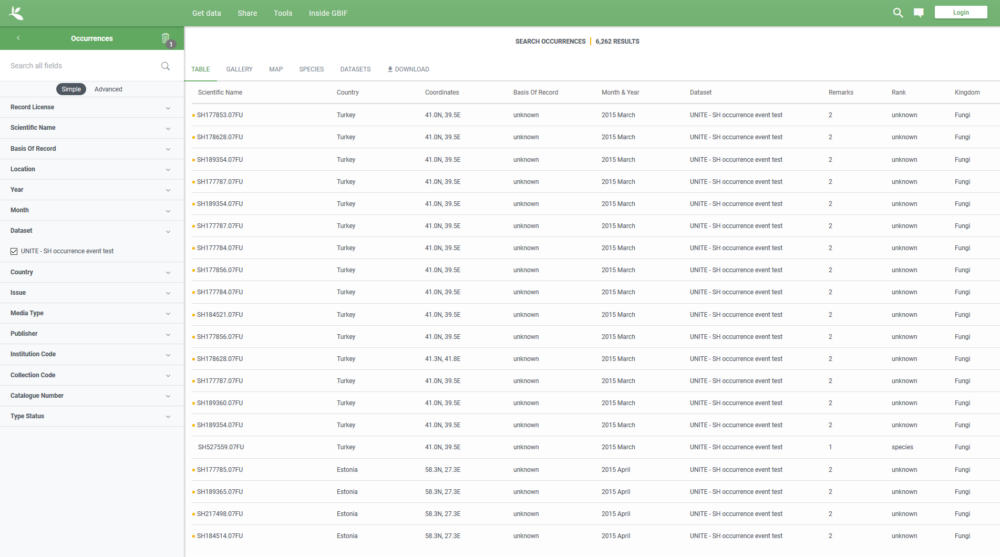 Get data Share Tools Inside GBIF Login
Occurrences 1
Search all fields
Simple Advanced
Record License
Scientific Name
Basis Of Record
Location
Year
Month
Dataset
UNITE - SH occurrence event test
Country
Issue
Media Type
Publisher
Institution Code
Collection Code
Catalogue Number
Type Status
SEARCH OCCURRENCES | 6,262 RESULTS
TABLE GALLERY MAP SPECIES DATASETS DOWNLOAD
Scientific Name Country Coordinates Basis Of Record Month & Year Dataset Remarks Rank Kingdom
SH177853.07FU Turkey 41.0N, 39.5E unknown 2015 March UNITE - SH occurrence event test 2 unknown Fungi
SH178628.07FU Turkey 41.0N, 39.5E unknown 2015 March UNITE - SH occurrence event test 2 unknown Fungi
SH189354.07FU Turkey 41.0N, 39.5E unknown 2015 March UNITE - SH occurrence event test 2 unknown Fungi
SH177787.07FU Turkey 41.0N, 39.5E unknown 2015 March UNITE - SH occurrence event test 2 unknown Fungi
SH189354.07FU Turkey 41.0N, 39.5E unknown 2015 March UNITE - SH occurrence event test 2 unknown Fungi
SH177787.07FU Turkey 41.0N, 39.5E unknown 2015 March UNITE - SH occurrence event test 2 unknown Fungi
SH177784.07FU Turkey 41.0N, 39.5E unknown 2015 March UNITE - SH occurrence event test 2 unknown Fungi
SH177856.07FU Turkey 41.0N, 39.5E unknown 2015 March UNITE - SH occurrence event test 2 unknown Fungi
SH177784.07FU Turkey 41.0N, 39.5E unknown 2015 March UNITE - SH occurrence event test 2 unknown Fungi
SH184521.07FU Turkey 41.0N, 39.5E unknown 2015 March UNITE - SH occurrence event test 2 unknown Fungi
SH177856.07FU Turkey 41.0N, 39.5E unknown 2015 March UNITE - SH occurrence event test 2 unknown Fungi
SH178628.07FU Turkey 41.3N, 41.8E unknown 2015 March UNITE - SH occurrence event test 2 unknown Fungi
SH177787.07FU Turkey 41.0N, 39.5E unknown 2015 March UNITE - SH occurrence event test 2 unknown Fungi
SH189360.07FU Turkey 41.0N, 39.5E unknown 2015 March UNITE - SH occurrence event test 2 unknown Fungi
SH189354.07FU Turkey 41.0N, 39.5E unknown 2015 March UNITE - SH occurrence event test 2 unknown Fungi
SH527559.07FU Turkey 41.0N, 39.5E unknown 2015 March UNITE - SH occurrence event test 1 species Fungi
SH177785.07FU Estonia 58.3N, 27.3E unknown 2015 April UNITE - SH occurrence event test 2 unknown Fungi
SH189365.07FU Estonia 58.3N, 27.3E unknown 2015 April UNITE - SH occurrence event test 2 unknown Fungi
SH217498.07FU Estonia 58.3N, 27.3E unknown 2015 April UNITE - SH occurrence event test 2 unknown Fungi
SH184514.07FU Estonia 58.3N, 27.3E unknown 2015 April UNITE - SH occurrence event test 2 unknown Fungi